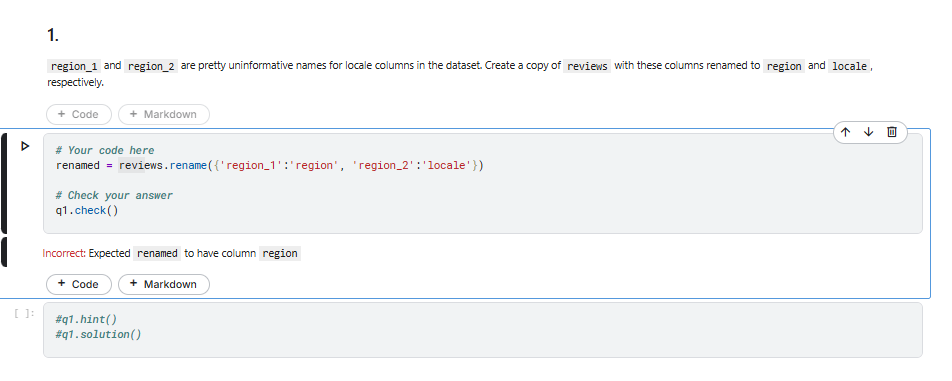 1.
region_1 and region_2 are pretty uninformative names for locale columns in the dataset. Create a copy of reviews with these columns renamed to region and locale,
respectively.
+ Code + Markdown
# Your code here
renamed = reviews.rename({'region_1':'region', 'region_2':'locale'})
# Check your answer
q1.check()
Incorrect: Expected renamed to have column region
+ Code + Markdown
[ ]:
#q1.hint()
#q1.solution()